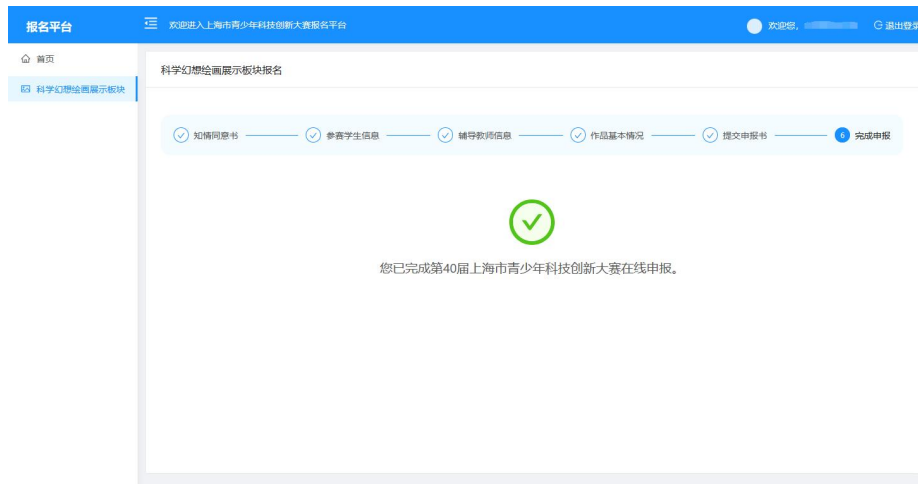 报名平台
欢迎进入上海市青少年科技创新大赛报名平台
欢迎您,
退出登录
首页
科学幻想绘画展示板块
科学幻想绘画展示板块报名
知情同意书
参赛学生信息
辅导教师信息
作品基本情况
提交申报书
6 完成申报
您已完成第40届上海市青少年科技创新大赛在线申报。